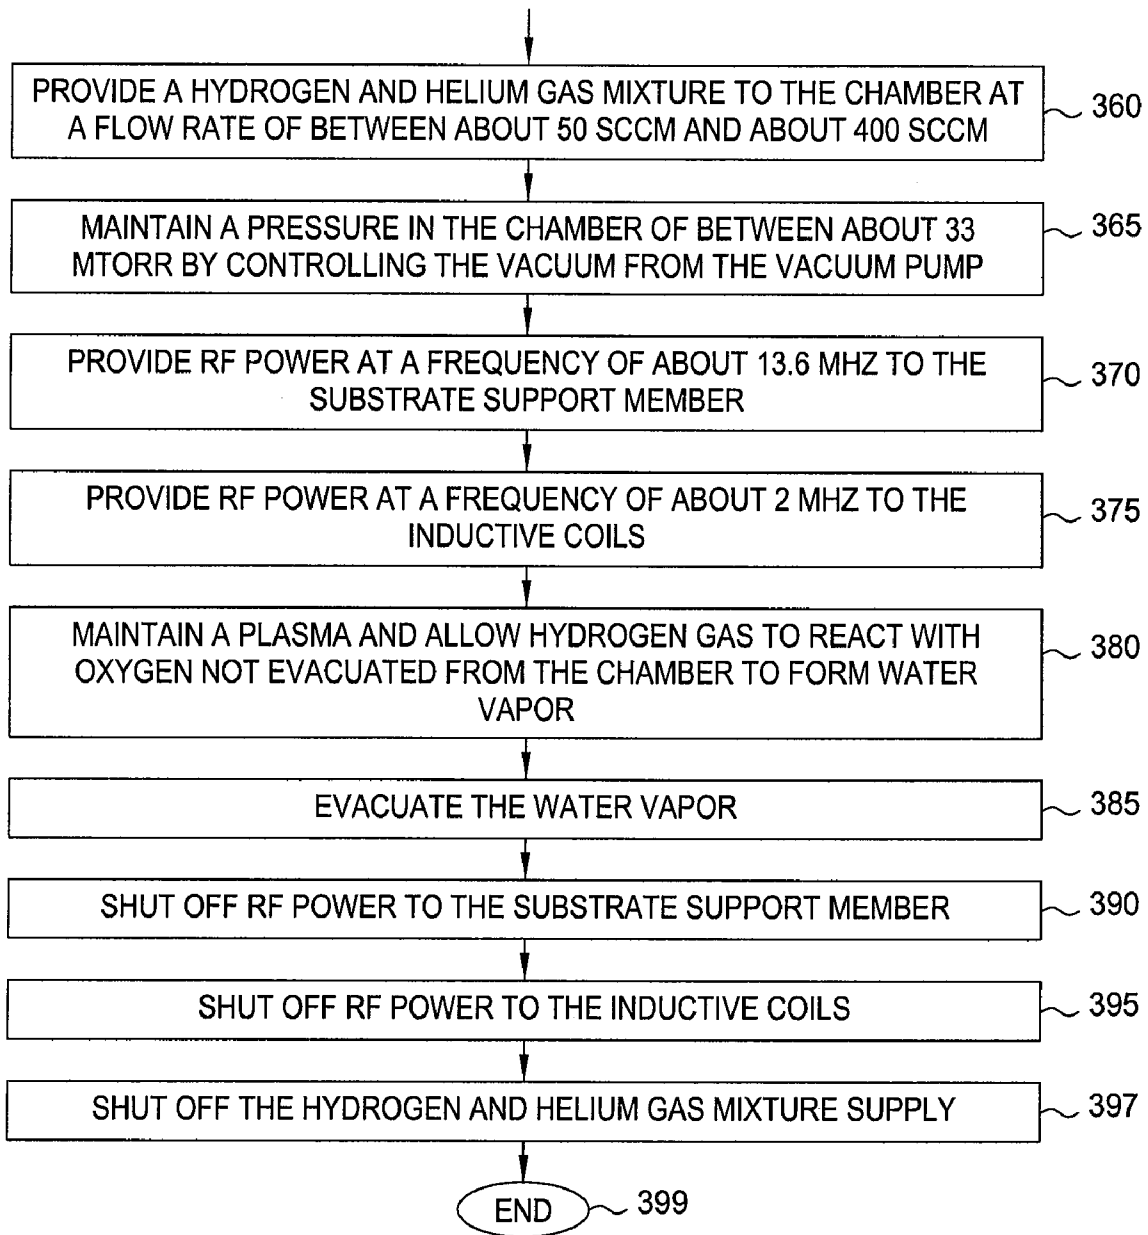 PROVIDE A HYDROGEN AND HELIUM GAS MIXTURE TO THE CHAMBER AT
A FLOW RATE OF BETWEEN ABOUT 50 SCCM AND ABOUT 400 SCCM
360
MAINTAIN A PRESSURE IN THE CHAMBER OF BETWEEN ABOUT 33
MTORR BY CONTROLLING THE VACUUM FROM THE VACUUM PUMP
365
PROVIDE RF POWER AT A FREQUENCY OF ABOUT 13.6 MHZ TO THE
SUBSTRATE SUPPORT MEMBER
370
PROVIDE RF POWER AT A FREQUENCY OF ABOUT 2 MHZ TO THE
INDUCTIVE COILS
375
MAINTAIN A PLASMA AND ALLOW HYDROGEN GAS TO REACT WITH
OXYGEN NOT EVACUATED FROM THE CHAMBER TO FORM WATER
VAPOR
380
EVACUATE THE WATER VAPOR
385
SHUT OFF RF POWER TO THE SUBSTRATE SUPPORT MEMBER
390
SHUT OFF RF POWER TO THE INDUCTIVE COILS
395
SHUT OFF THE HYDROGEN AND HELIUM GAS MIXTURE SUPPLY
397
END
399